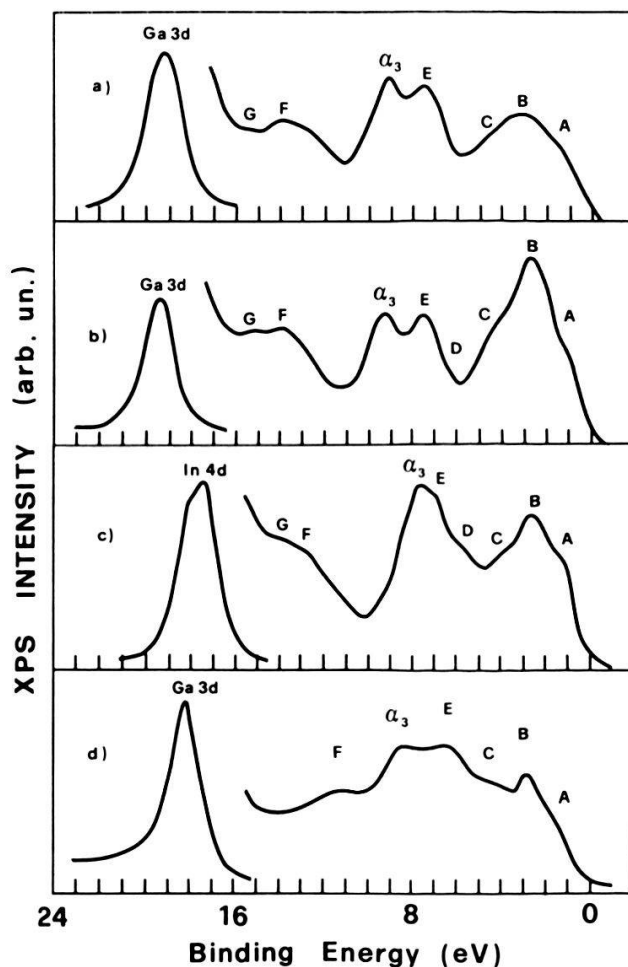 Ga 3d
a)
G
F
α₃
E
C
B
A
Ga 3d
b)
G
F
α₃
E
D
C
B
A
In 4d
c)
G
F
α₃
E
D
C
B
A
Ga 3d
d)
F
α₃
E
C
B
A
XPS INTENSITY (arb. un.)
24 16 8 0
Binding Energy (eV)